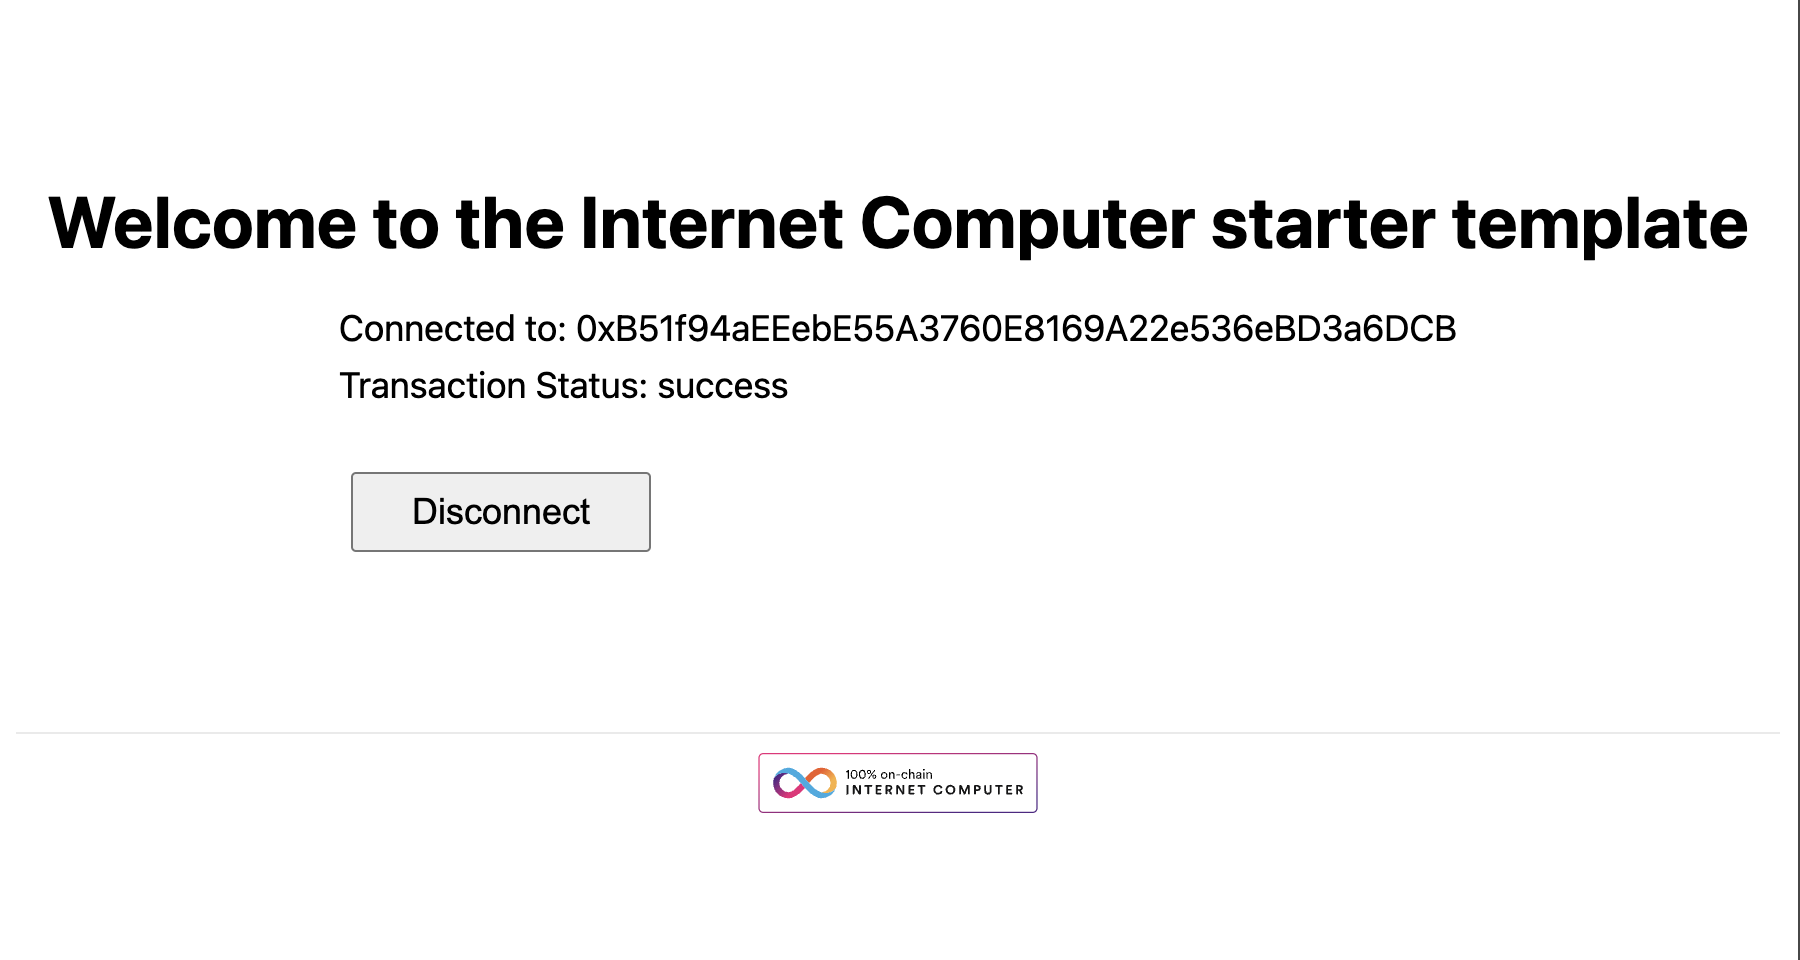 Welcome to the Internet Computer starter template
Connected to: 0xB51f94aEEebE55A3760E8169A22e536eBD3a6DCB
Transaction Status: success
Disconnect
100% on-chain
INTERNET COMPUTER